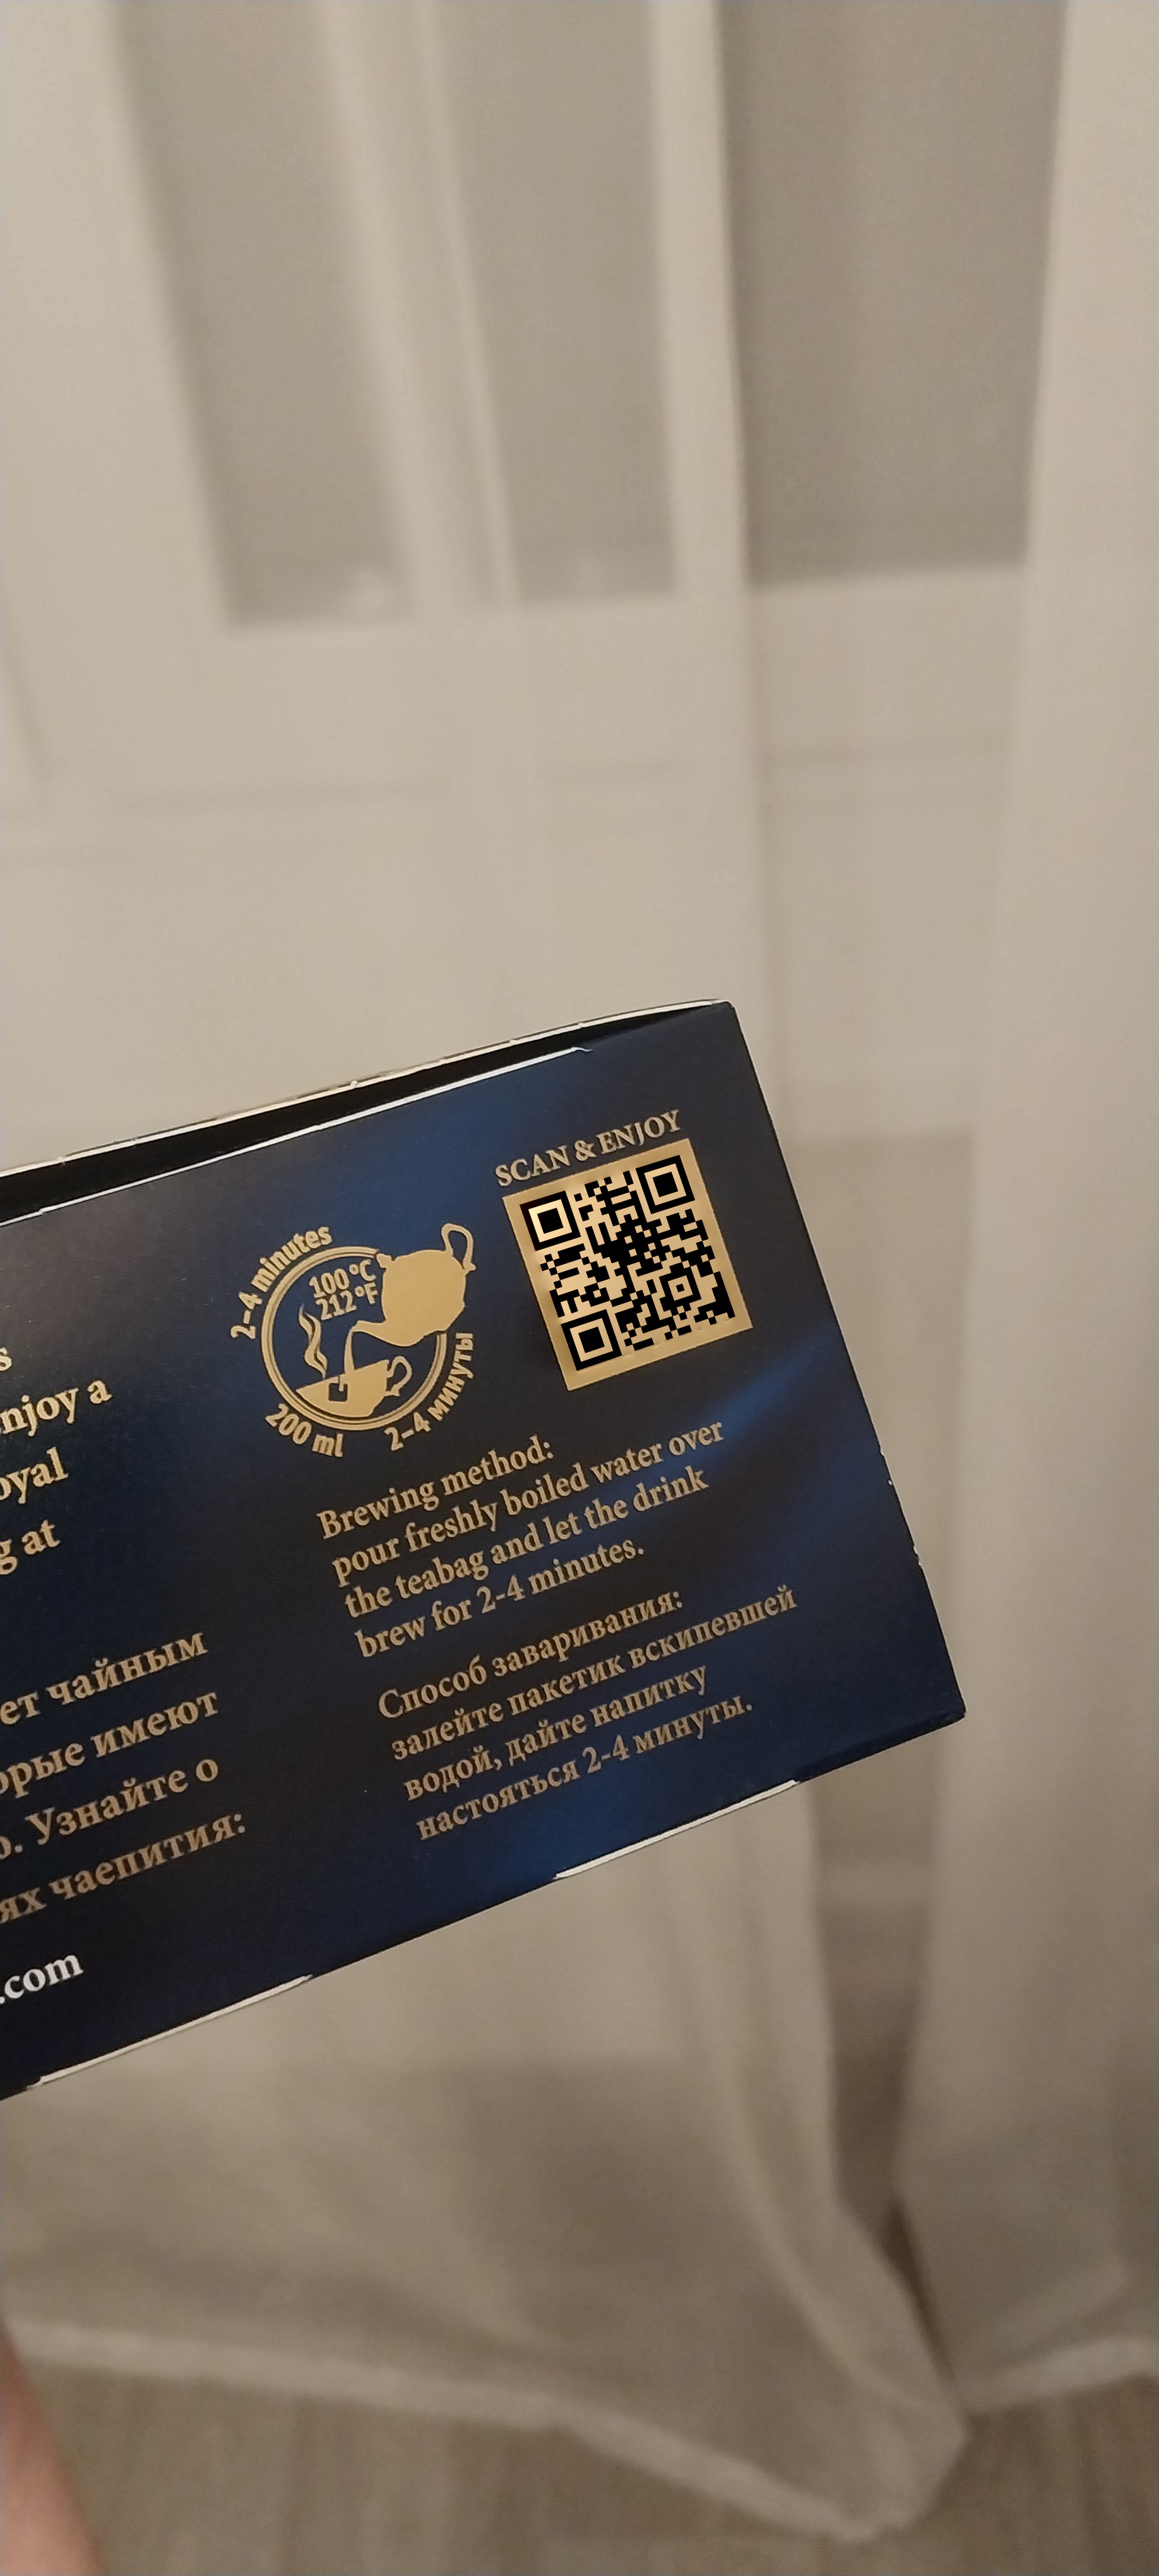 SCAN & ENJOY
2–4 minutes
100°C
212°F
200 ml
2–4 минуты
enjoy a
g at
Brewing method:
pour freshly boiled water over
the teabag and let the drink
brew for 2-4 minutes.
Способ заваривания:
залейте пакетик вскипевшей
водой, дайте напитку
настояться 2-4 минуты.
ет чайным
орые имеют
о. Узнайте о
ях чаепития:
.com